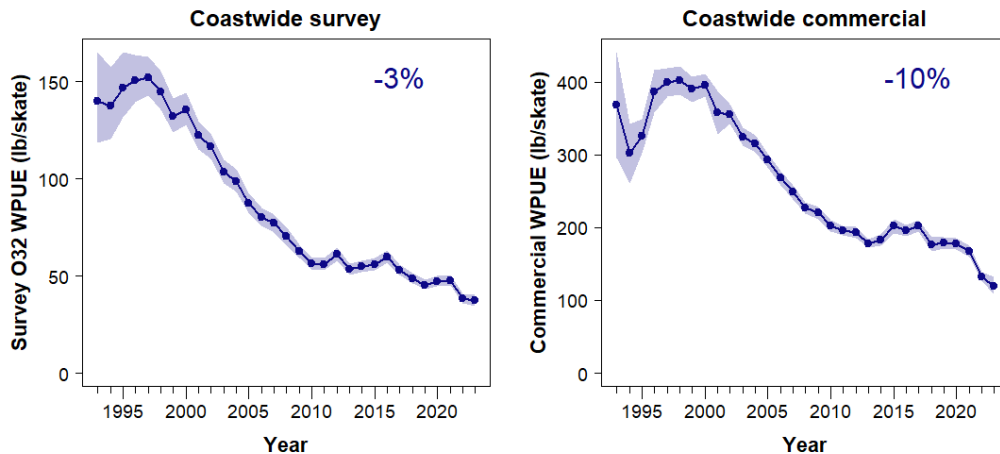 Coastwide survey
-3%
Survey O32 WPUE (lb/skate)
150
100
50
0
1995 2000 2005 2010 2015 2020
Year
Coastwide commercial
-10%
Commercial WPUE (lb/skate)
400
300
200
100
0
1995 2000 2005 2010 2015 2020
Year